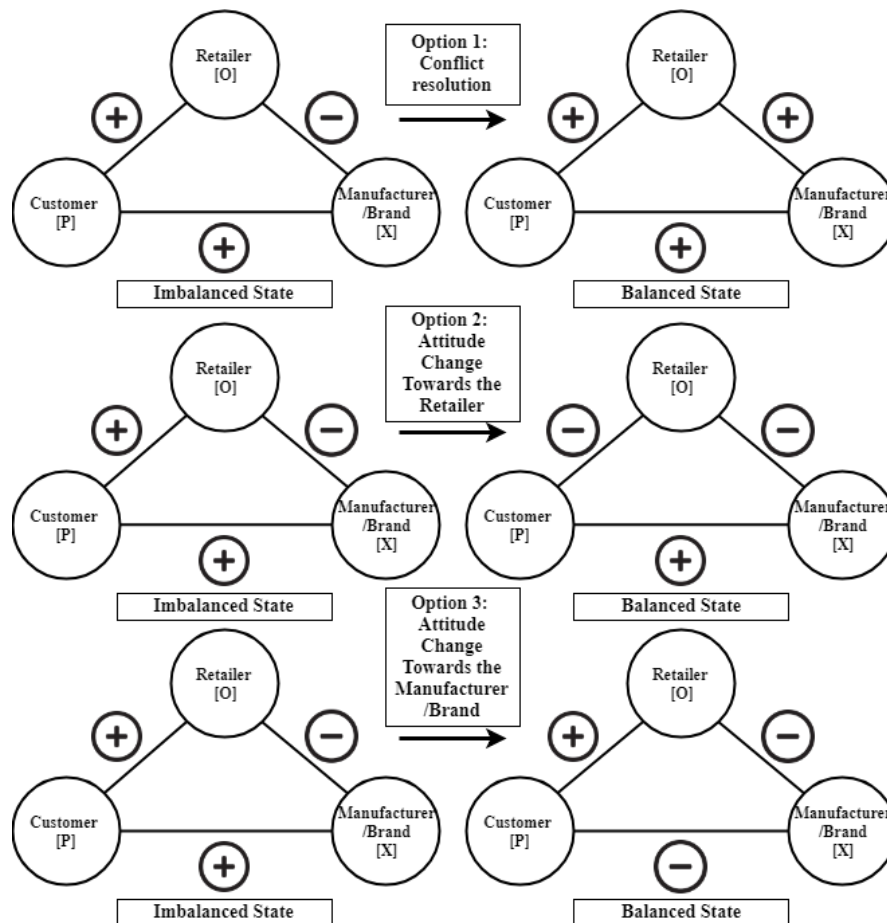 Retailer
[O]
Option 1:
Conflict
resolution
Retailer
[O]
+
−
+
+
Customer
[P]
Manufacturer
/Brand
[X]
Customer
[P]
Manufacturer
/Brand
[X]
+
+
Imbalanced State
Balanced State
Option 2:
Attitude
Change
Towards the
Retailer
Retailer
[O]
Retailer
[O]
+
−
−
−
Customer
[P]
Manufacturer
/Brand
[X]
Customer
[P]
Manufacturer
/Brand
[X]
+
+
Imbalanced State
Balanced State
Option 3:
Attitude
Change
Towards the
Manufacturer
/Brand
Retailer
[O]
Retailer
[O]
+
−
+
−
Customer
[P]
Manufacturer
/Brand
[X]
Customer
[P]
Manufacturer
/Brand
[X]
+
−
Imbalanced State
Balanced State